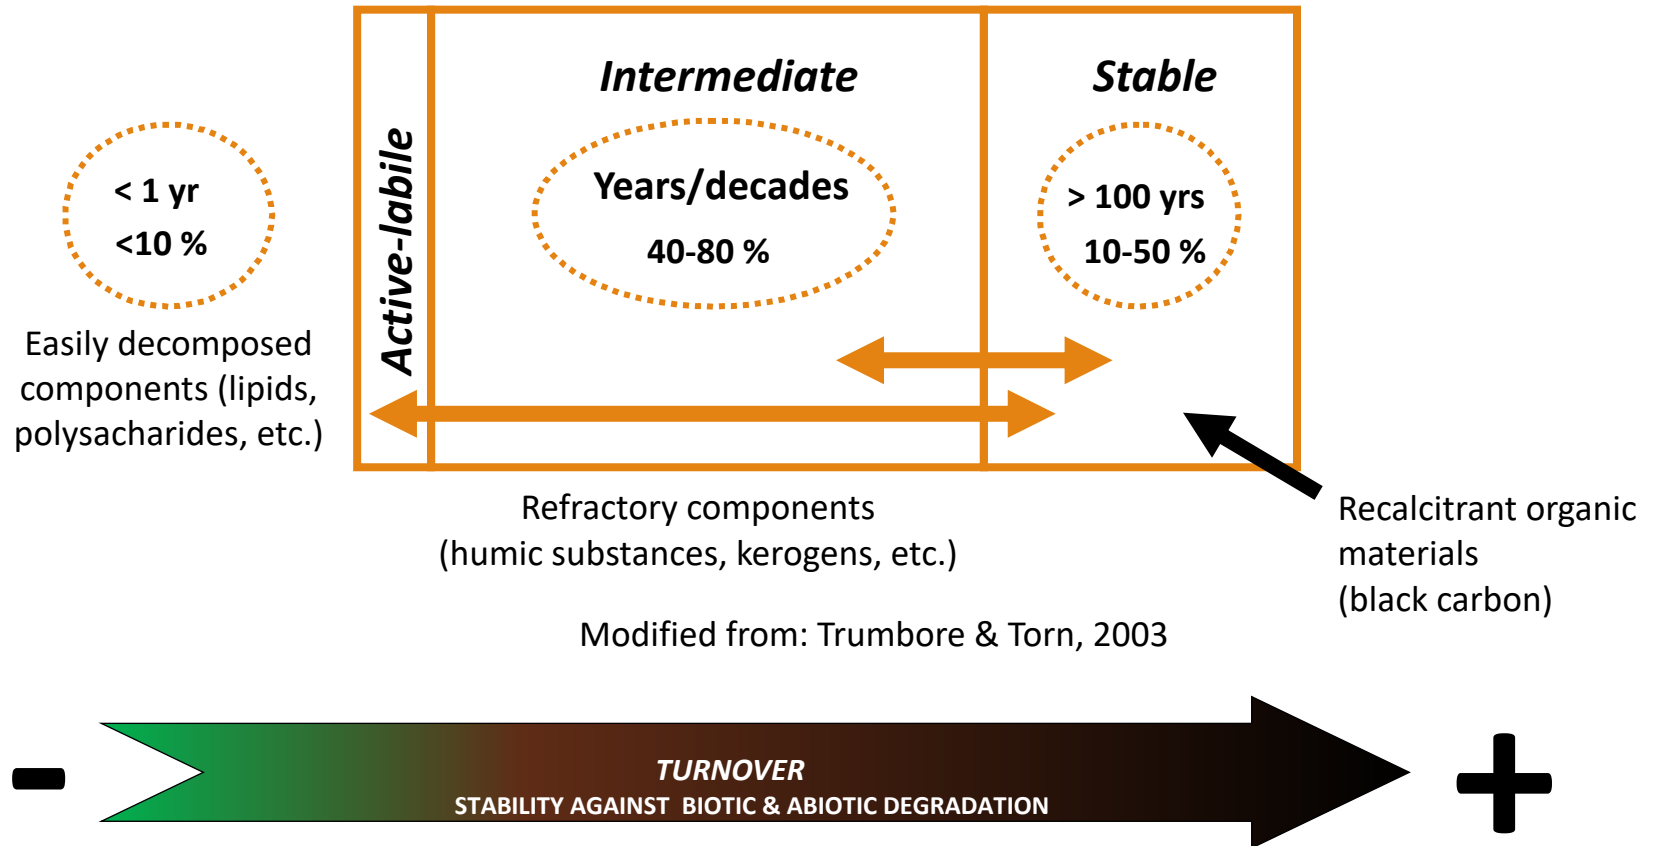 Intermediate
Stable
Active-labile
< 1 yr
<10 %
Years/decades
40-80 %
> 100 yrs
10-50 %
Easily decomposed
components (lipids,
polysacharides, etc.)
Refractory components
(humic substances, kerogens, etc.)
Recalcitrant organic
materials
(black carbon)
Modified from: Trumbore & Torn, 2003
-
TURNOVER
STABILITY AGAINST BIOTIC & ABIOTIC DEGRADATION
+